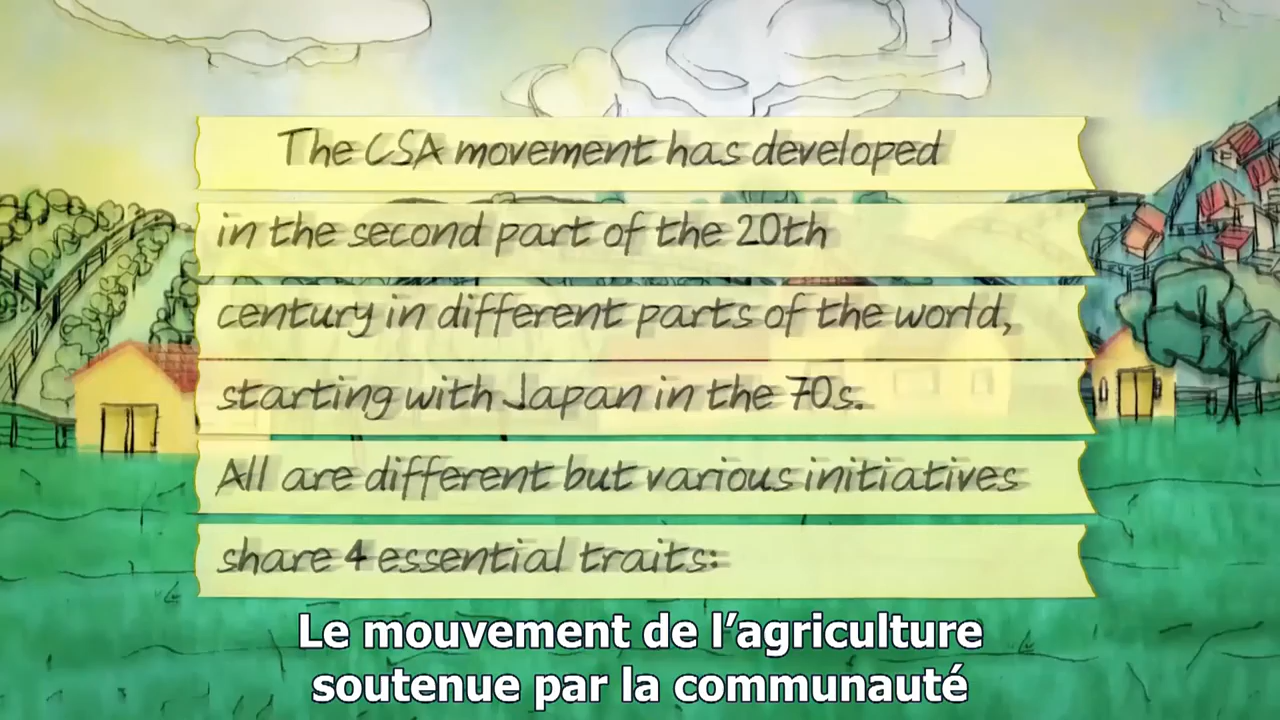 The CSA movement has developed
in the second part of the 20th
century in different parts of the world,
starting with Japan in the 70s.
All are different but various initiatives
share 4 essential traits:
Le mouvement de l’agriculture
soutenue par la communauté